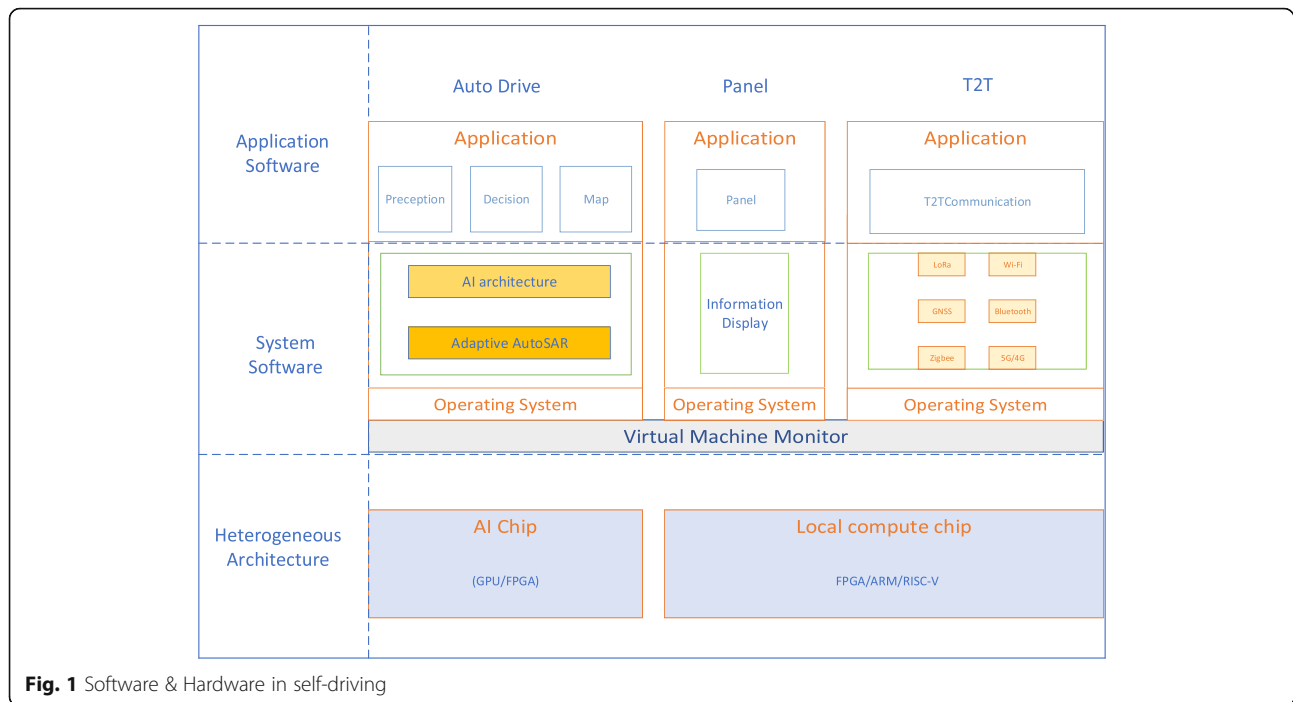 Auto Drive
Panel
T2T
Application
Software
Application
Preception
Decision
Map
Application
Panel
Application
T2TCommunication
System
Software
AI architecture
Adaptive AutoSAR
Operating System
Information
Display
Operating System
LoRa
Wi-Fi
GNSS
Bluetooth
Zigbee
5G/4G
Operating System
Virtual Machine Monitor
Heterogeneous
Architecture
AI Chip
(GPU/FPGA)
Local compute chip
FPGA/ARM/RISC-V
Fig. 1 Software & Hardware in self-driving